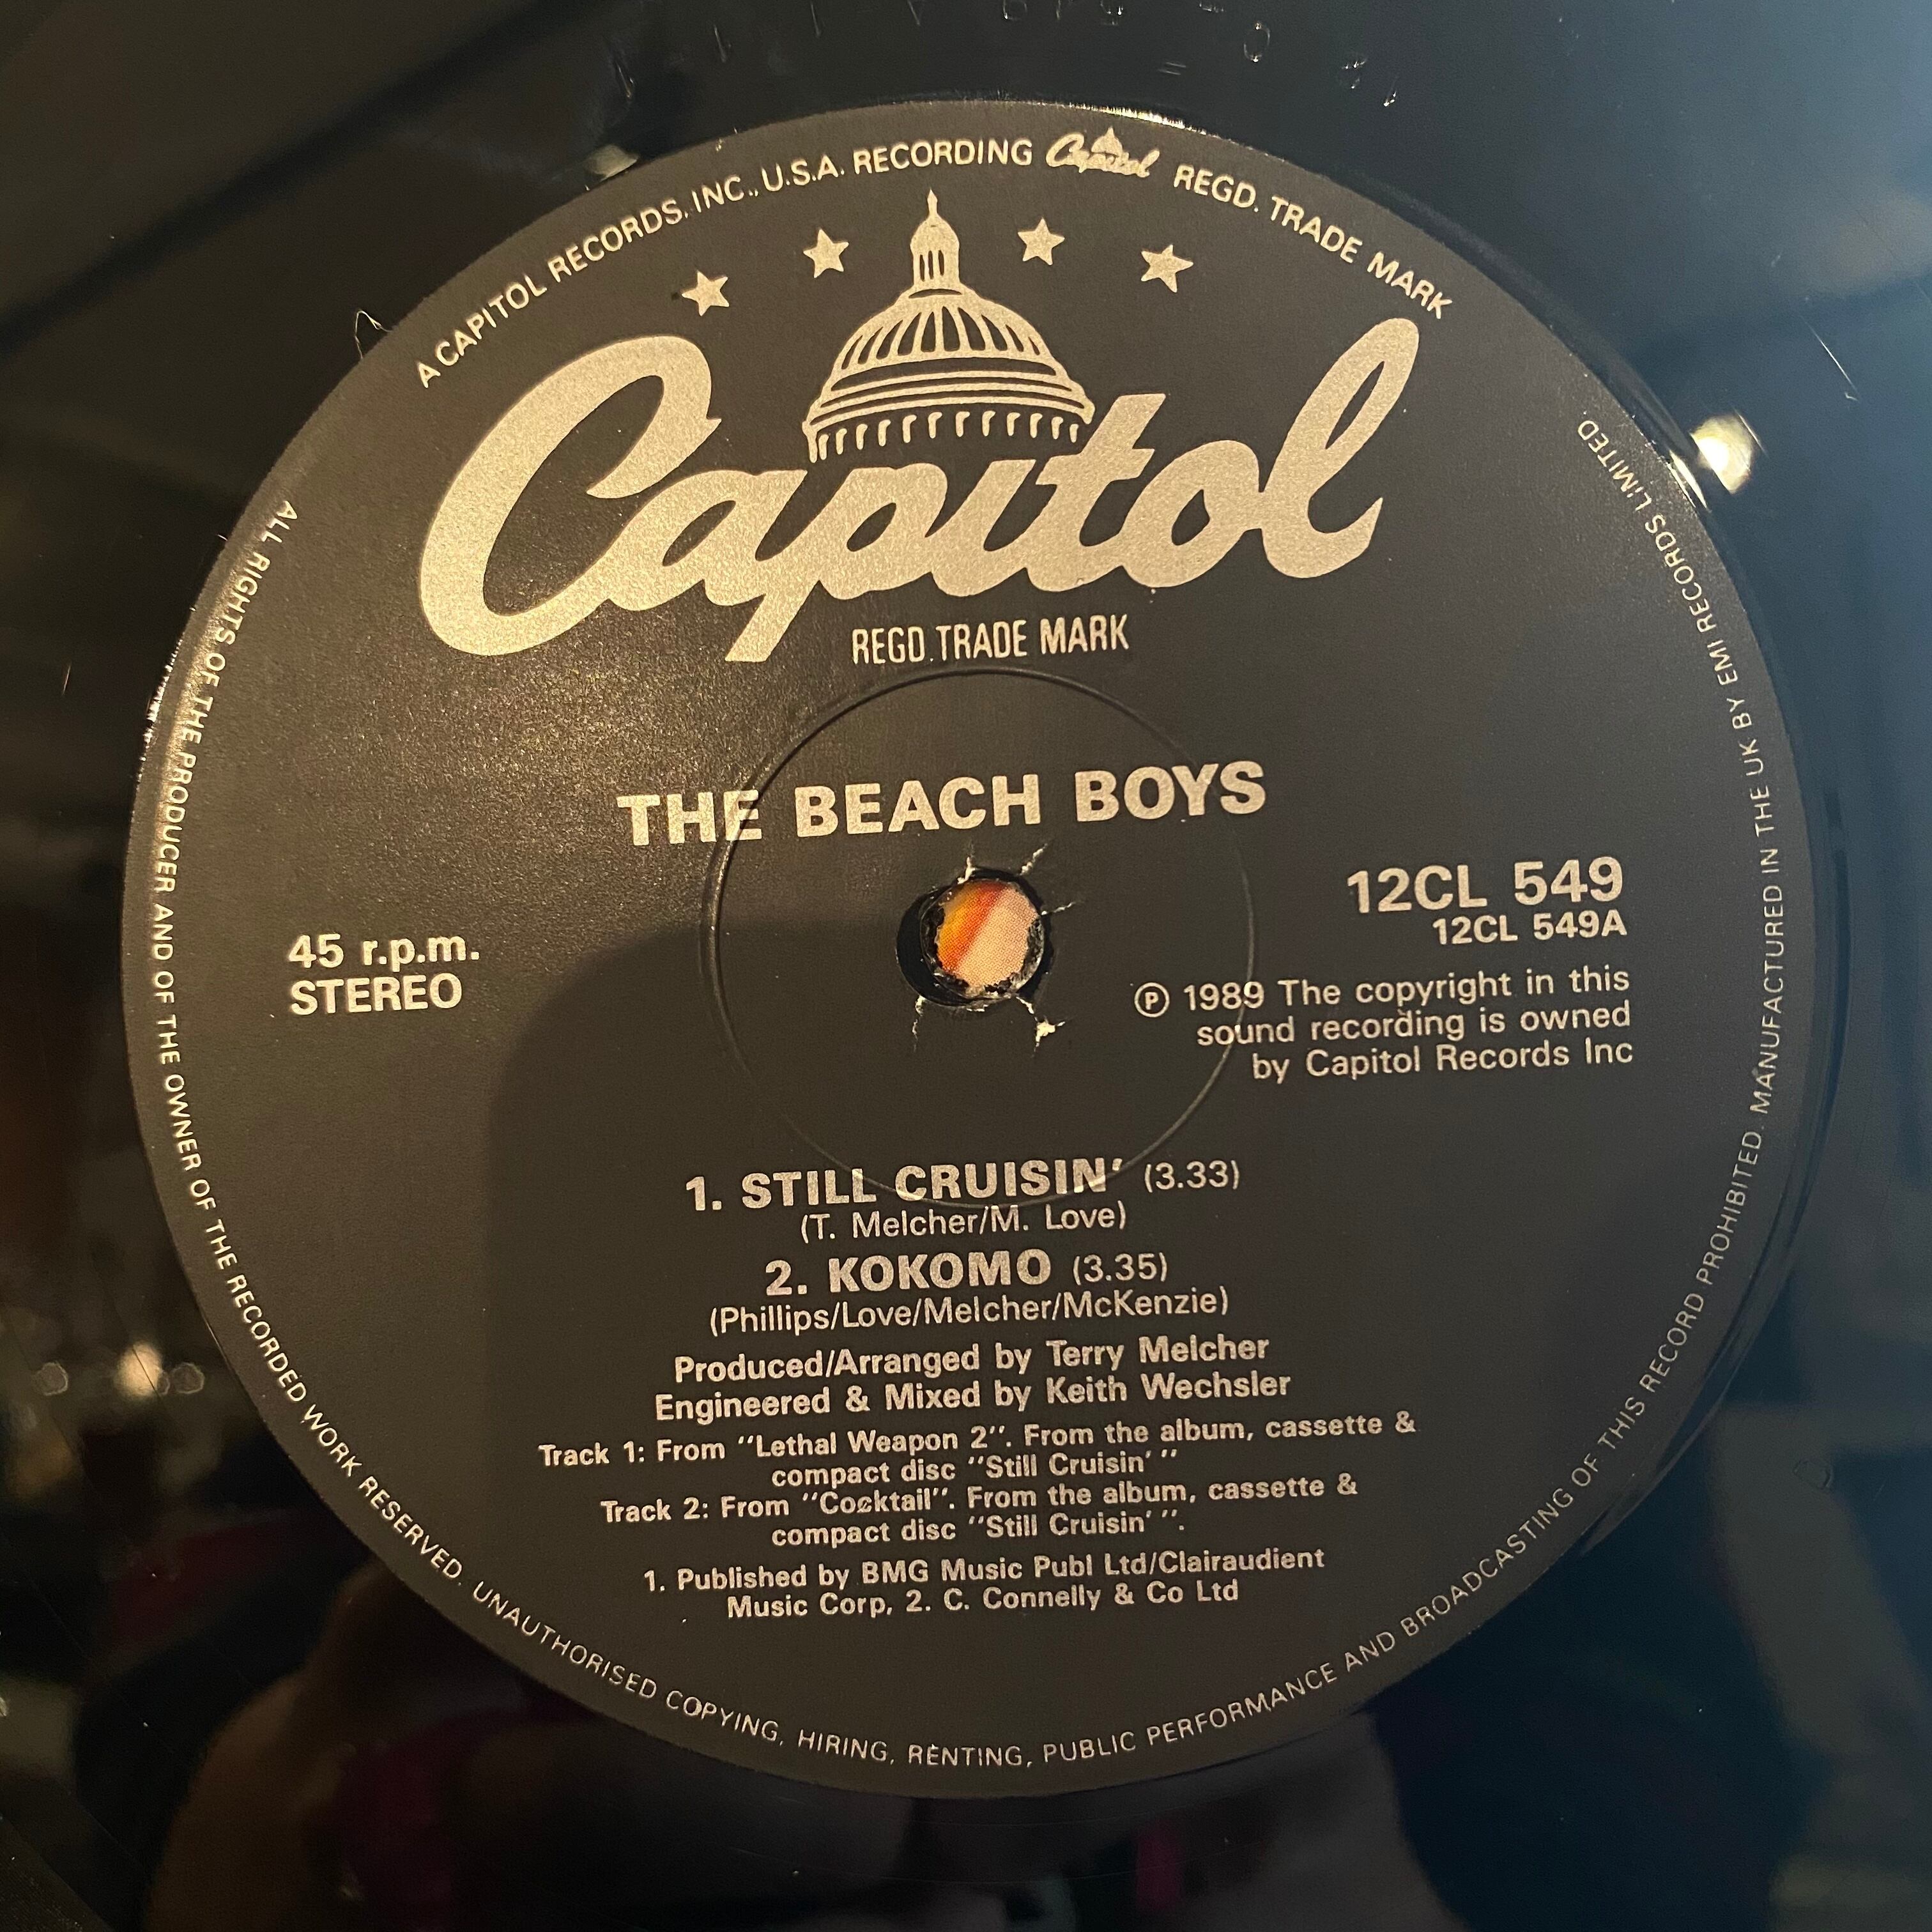 A CAPITOL RECORDS, INC., U.S.A. RECORDING Capitol REGD. TRADE MARK
Capitol
REGD. TRADE MARK
THE BEACH BOYS
12CL 549
12CL 549A
45 r.p.m.
STEREO
℗ 1989 The copyright in this
sound recording is owned
by Capitol Records Inc
1. STILL CRUISIN' (3.33)
(T. Melcher/M. Love)
2. KOKOMO (3.35)
(Phillips/Love/Melcher/McKenzie)
Produced/Arranged by Terry Melcher
Engineered & Mixed by Keith Wechsler
Track 1: From "Lethal Weapon 2". From the album, cassette &
compact disc "Still Cruisin' "
Track 2: From "Cocktail". From the album, cassette &
compact disc "Still Cruisin' ".
1. Published by BMG Music Publ Ltd/Clairaudient
Music Corp, 2. C. Connelly & Co Ltd
ALL RIGHTS OF THE PRODUCER AND OF THE OWNER OF THE RECORDED WORK RESERVED. UNAUTHORISED COPYING, HIRING, RENTING, PUBLIC PERFORMANCE AND BROADCASTING OF THIS RECORD PROHIBITED. MANUFACTURED IN THE UK BY EMI RECORDS LIMITED.